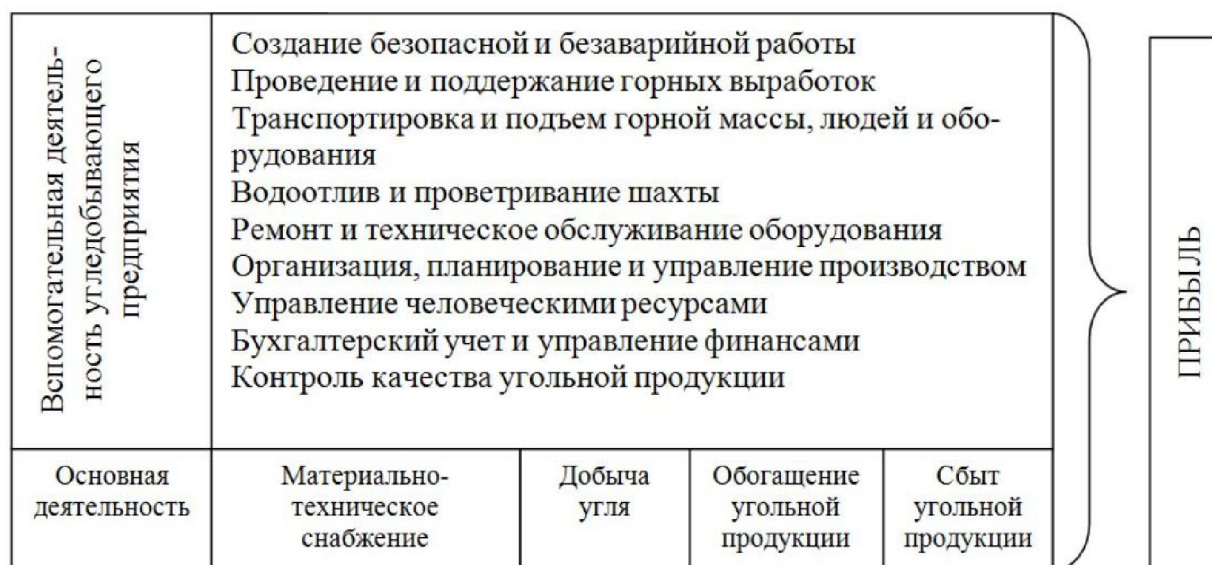 Вспомогательная деятель-
ность угледобывающего
предприятия
Создание безопасной и безаварийной работы
Проведение и поддержание горных выработок
Транспортировка и подъем горной массы, людей и обо-
рудования
Водоотлив и проветривание шахты
Ремонт и техническое обслуживание оборудования
Организация, планирование и управление производством
Управление человеческими ресурсами
Бухгалтерский учет и управление финансами
Контроль качества угольной продукции
Основная
деятельность
Материально-
техническое
снабжение
Добыча
угля
Обогащение
угольной
продукции
Сбыт
угольной
продукции
ПРИБЫЛЬ